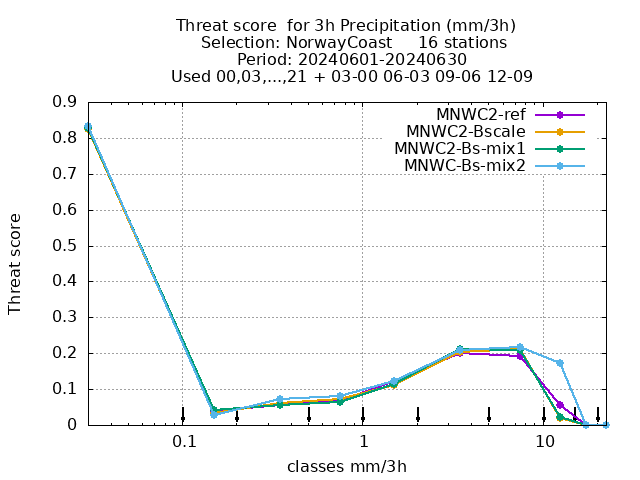 Threat score  for 3h Precipitation (mm/3h)
Selection: NorwayCoast     16 stations
Period: 20240601-20240630
Used 00,03,...,21 + 03-00 06-03 09-06 12-09
MNWC2-ref
MNWC2-Bscale
MNWC2-Bs-mix1
MNWC-Bs-mix2
0.9
0.8
0.7
0.6
0.5
0.4
0.3
0.2
0.1
0
Threat score
0.1 1 10
classes mm/3h